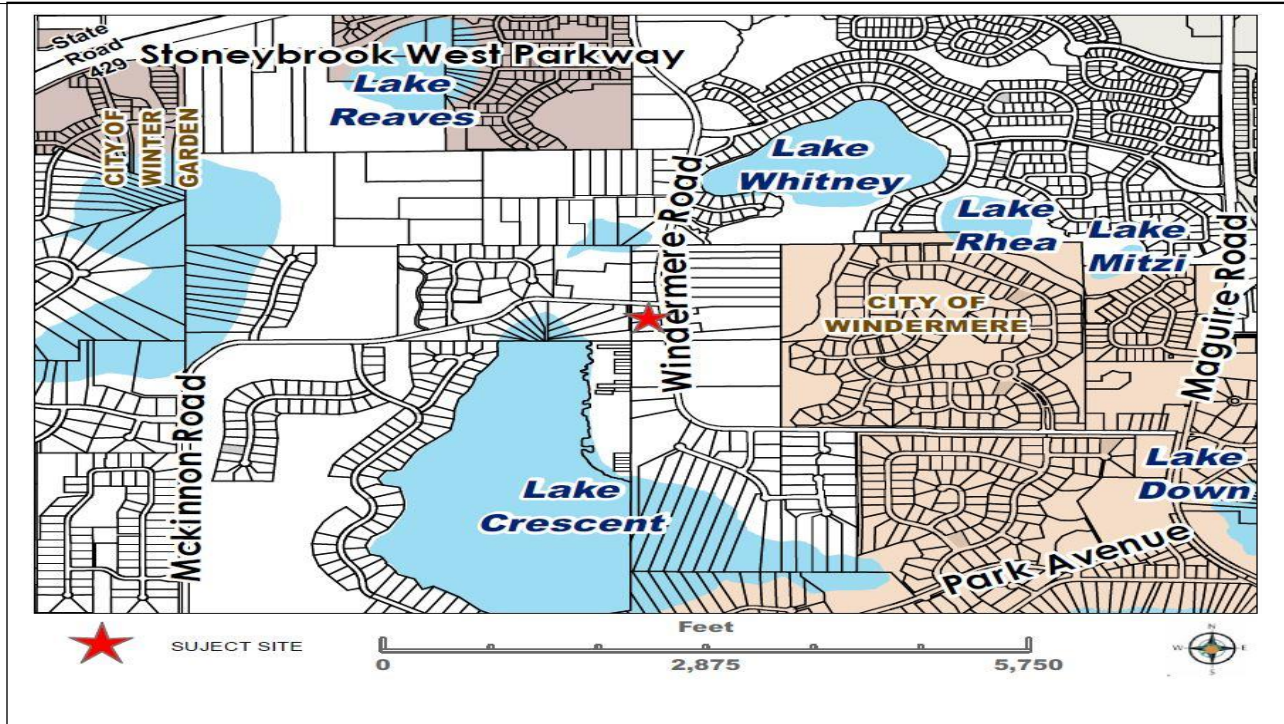 State
Road
429
Stoneybrook West Parkway
Lake
Reaves
CITY OF
WINTER
GARDEN
Lake
Whitney
Windermere Road
Lake
Rhea
Lake
Mitzi
Maguire Road
CITY OF
WINDERMERE
Windermere Road
Mckinnon Road
Lake
Crescent
Lake
Down
Park Avenue
SUJECT SITE
Feet
0
2,875
5,750
N
W
E
S